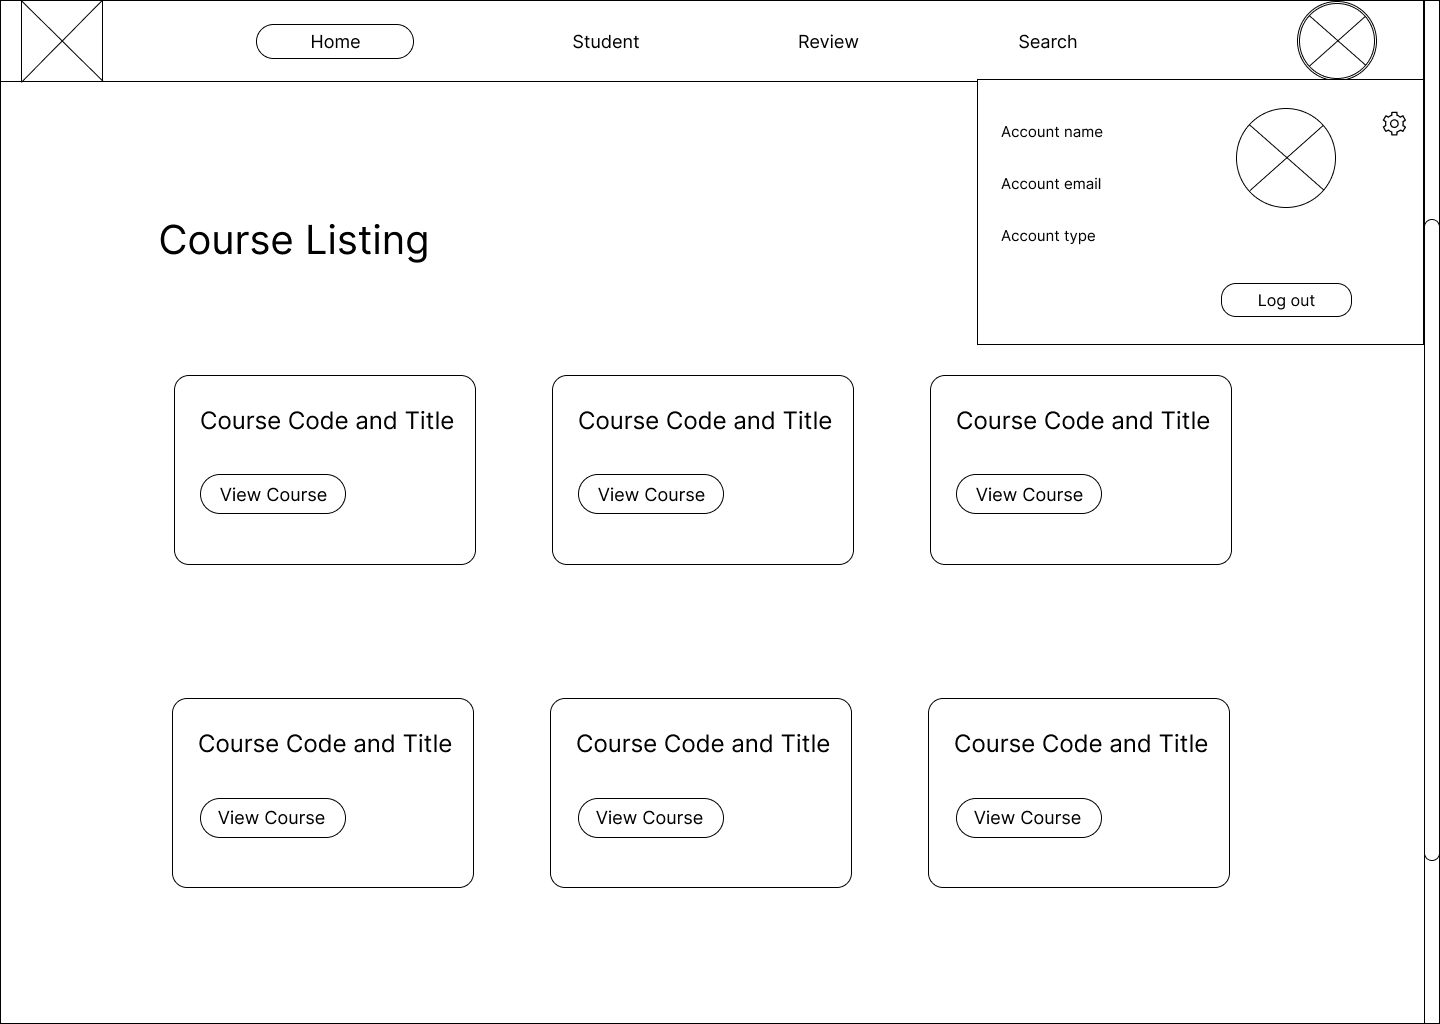 Home
Student
Review
Search
Account name
Account email
Account type
Log out
Course Listing
Course Code and Title
View Course
Course Code and Title
View Course
Course Code and Title
View Course
Course Code and Title
View Course
Course Code and Title
View Course
Course Code and Title
View Course